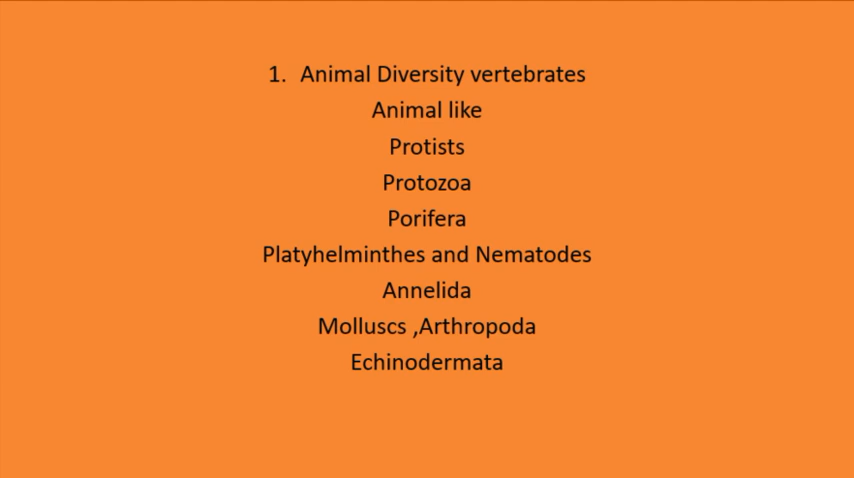 1. Animal Diversity vertebrates
Animal like
Protists
Protozoa
Porifera
Platyhelminthes and Nematodes
Annelida
Molluscs ,Arthropoda
Echinodermata